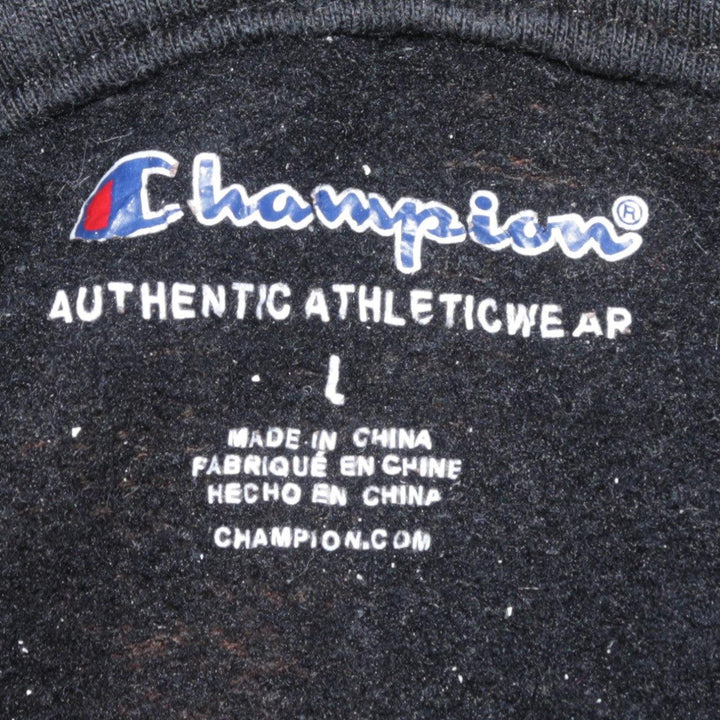 Champion®
AUTHENTIC ATHLETICWEAR
L
MADE IN CHINA
FABRIQUÉ EN CHINE
HECHO EN CHINA
CHAMPION.COM